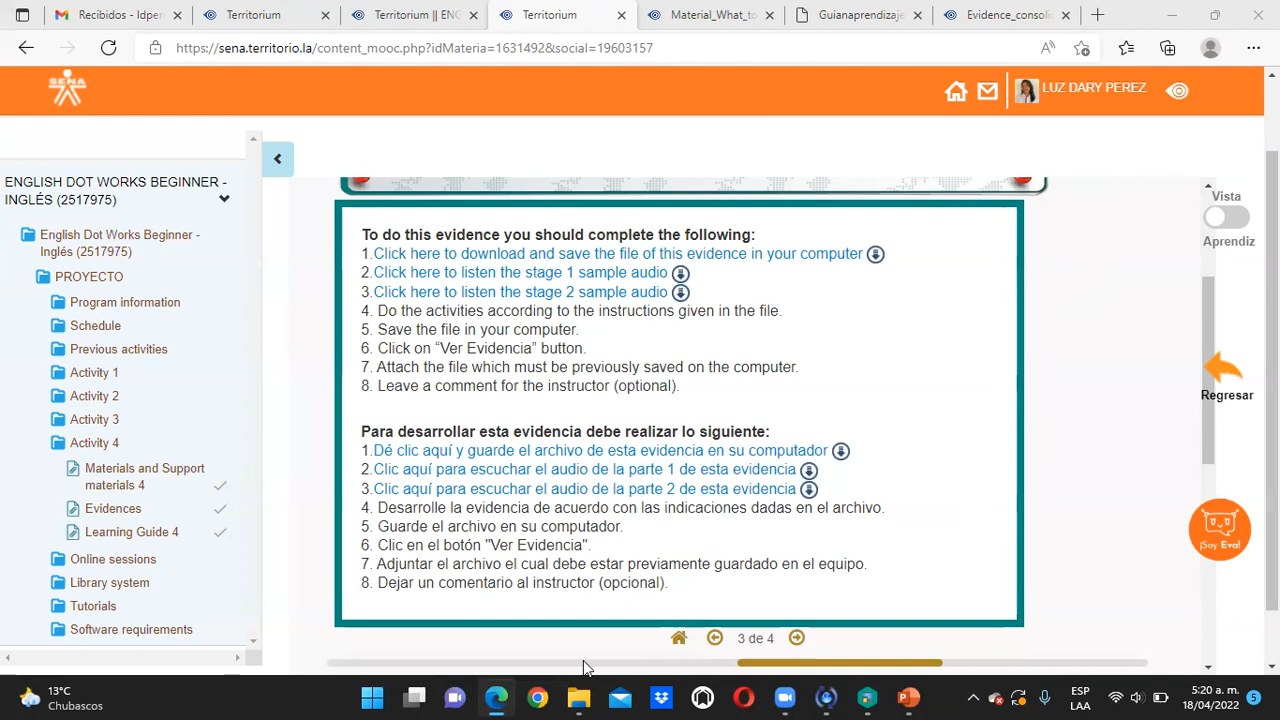 Recibidos - ldpen
Territorium
Territorium || ENG
Territorium
Material_What_to
Guianaprendizaje
Evidence_consoli
https://sena.territorio.la/content_mooc.php?idMateria=1631492&social=19603157
SENA
LUZ DARY PEREZ
ENGLISH DOT WORKS BEGINNER -
INGLÉS (2517975)
English Dot Works Beginner -
Inglés (2517975)
PROYECTO
Program information
Schedule
Previous activities
Activity 1
Activity 2
Activity 3
Activity 4
Materials and Support
materials 4
Evidences
Learning Guide 4
Online sessions
Library system
Tutorials
Software requirements
To do this evidence you should complete the following:
1.Click here to download and save the file of this evidence in your computer
2.Click here to listen the stage 1 sample audio
3.Click here to listen the stage 2 sample audio
4. Do the activities according to the instructions given in the file.
5. Save the file in your computer.
6. Click on “Ver Evidencia” button.
7. Attach the file which must be previously saved on the computer.
8. Leave a comment for the instructor (optional).
Para desarrollar esta evidencia debe realizar lo siguiente:
1.Dé clic aquí y guarde el archivo de esta evidencia en su computador
2.Clic aquí para escuchar el audio de la parte 1 de esta evidencia
3.Clic aquí para escuchar el audio de la parte 2 de esta evidencia
4. Desarrolle la evidencia de acuerdo con las indicaciones dadas en el archivo.
5. Guarde el archivo en su computador.
6. Clic en el botón "Ver Evidencia".
7. Adjuntar el archivo el cual debe estar previamente guardado en el equipo.
8. Dejar un comentario al instructor (opcional).
3 de 4
Vista
Aprendiz
Regresar
¡Soy Eva!
13°C
Chubascos
ESP
LAA
5:20 a. m.
18/04/2022
5